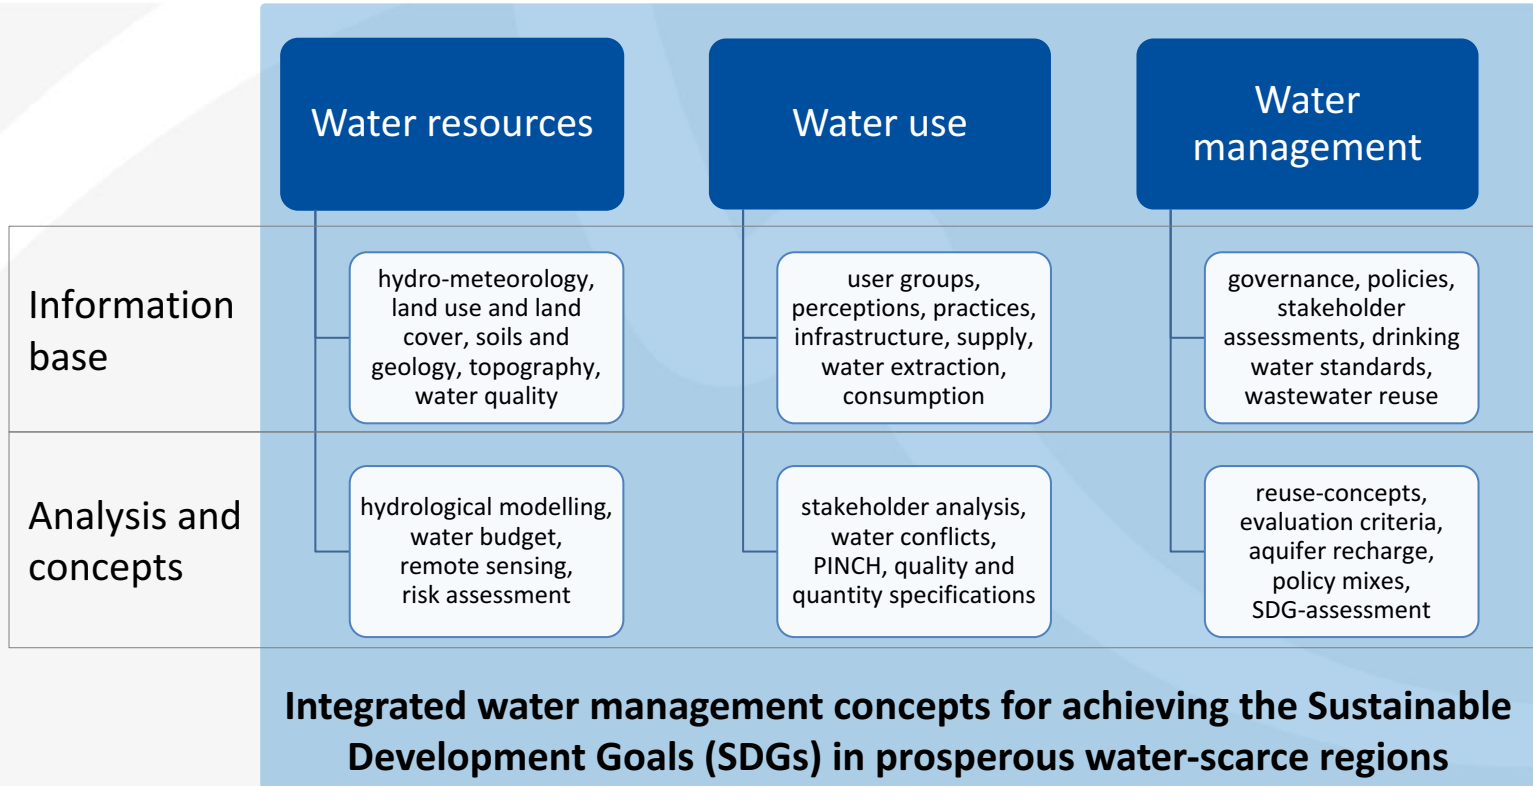 Water resources
Water use
Water
management
Information
base
hydro-meteorology,
land use and land
cover, soils and
geology, topography,
water quality
user groups,
perceptions, practices,
infrastructure, supply,
water extraction,
consumption
governance, policies,
stakeholder
assessments, drinking
water standards,
wastewater reuse
Analysis and
concepts
hydrological modelling,
water budget,
remote sensing,
risk assessment
stakeholder analysis,
water conflicts,
PINCH, quality and
quantity specifications
reuse-concepts,
evaluation criteria,
aquifer recharge,
policy mixes,
SDG-assessment
Integrated water management concepts for achieving the Sustainable
Development Goals (SDGs) in prosperous water-scarce regions